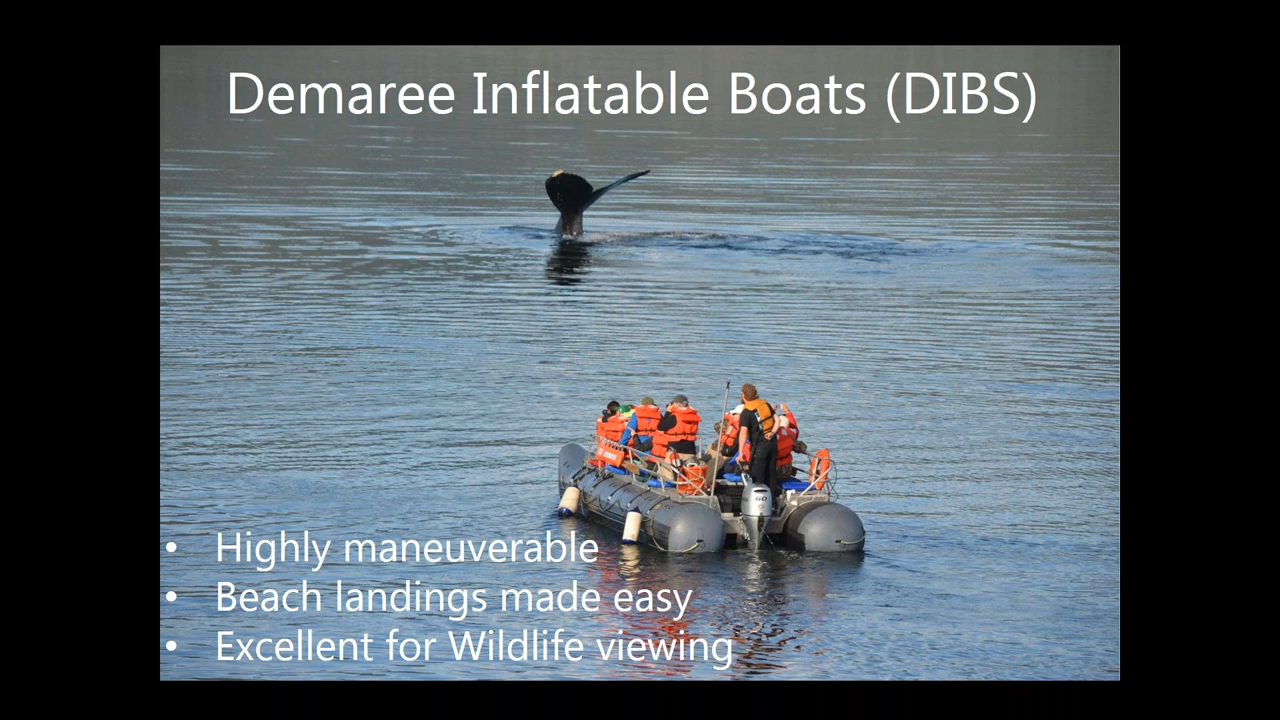 Demaree Inflatable Boats (DIBS)
• Highly maneuverable
• Beach landings made easy
• Excellent for Wildlife viewing